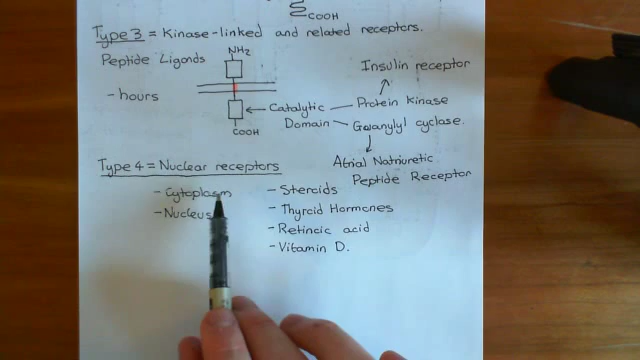 COOH
Type 3 = Kinase-linked and related receptors.
Peptide Ligands
NH2
Insulin receptor
- hours
Catalytic Domain
Protein kinase
Guanylyl cyclase.
COOH
Atrial Natriuretic
Peptide Receptor
Type 4 = Nuclear receptors
- Cytoplasm
- Nucleus
- Steroids
- Thyroid Hormones
- Retinoic acid
- Vitamin D.